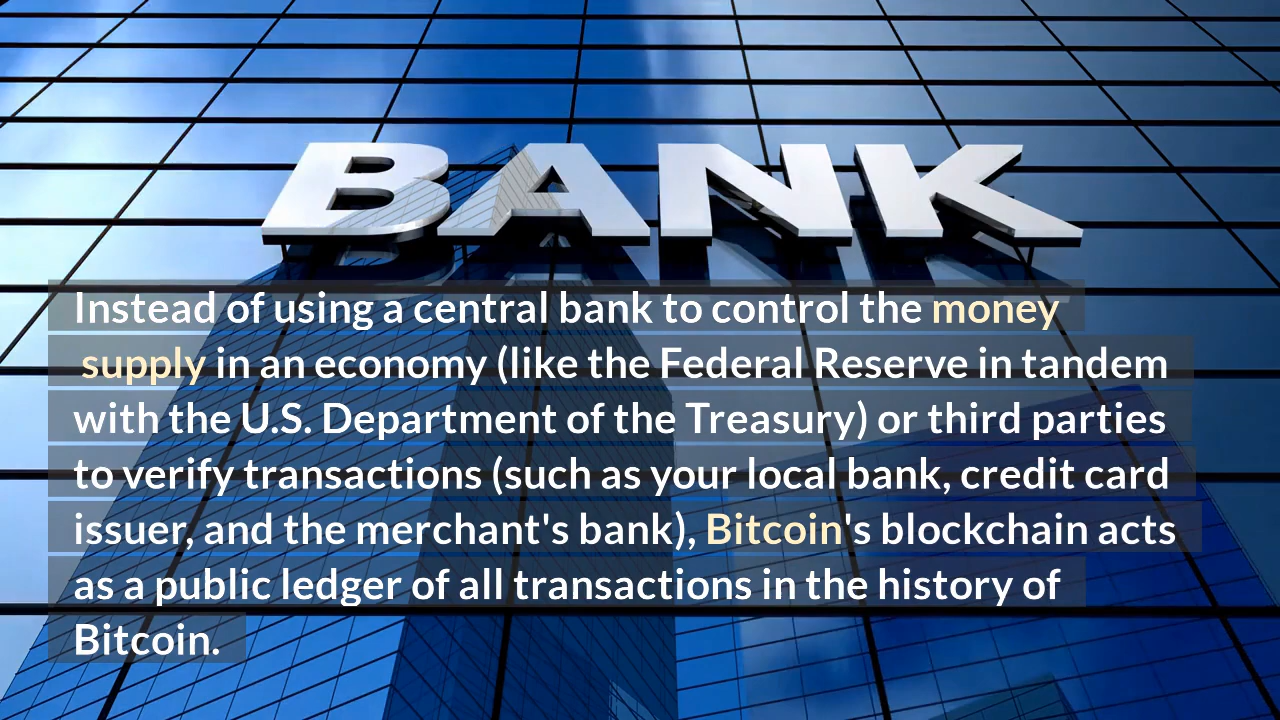 BANK
Instead of using a central bank to control the money
supply in an economy (like the Federal Reserve in tandem
with the U.S. Department of the Treasury) or third parties
to verify transactions (such as your local bank, credit card
issuer, and the merchant's bank), Bitcoin's blockchain acts
as a public ledger of all transactions in the history of
Bitcoin.